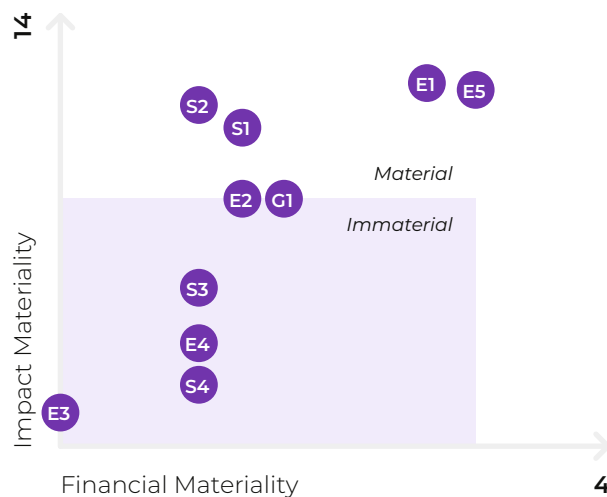 14
E1
E5
S2
S1
Material
E2
G1
Immaterial
S3
E4
S4
E3
Impact Materiality
Financial Materiality
4